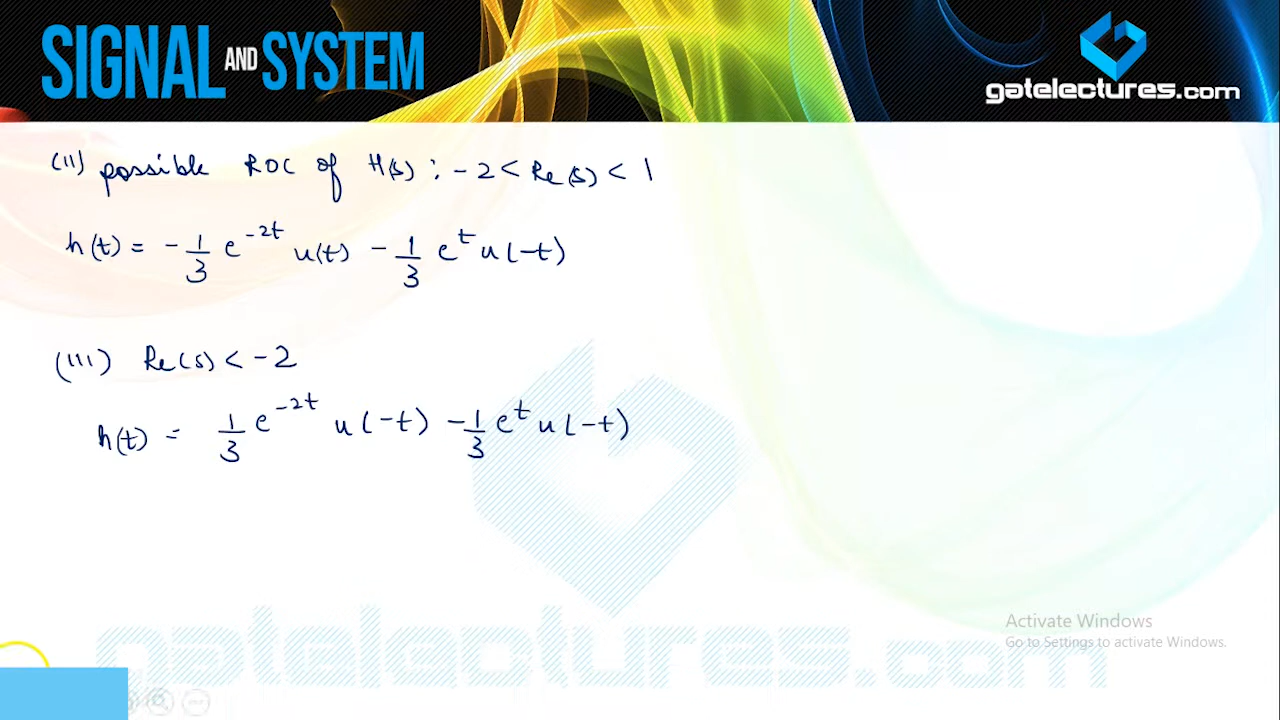 SIGNAL AND SYSTEM
gatelectures.com
(ii) possible ROC of H(s) : -2 < Re(s) < 1
h(t) = - 1/3 e^-2t u(t) - 1/3 e^t u(-t)
(iii) Re(s) < -2
h(t) = 1/3 e^-2t u(-t) - 1/3 e^t u(-t)
Activate Windows
Go to Settings to activate Windows.
gatelectures.com